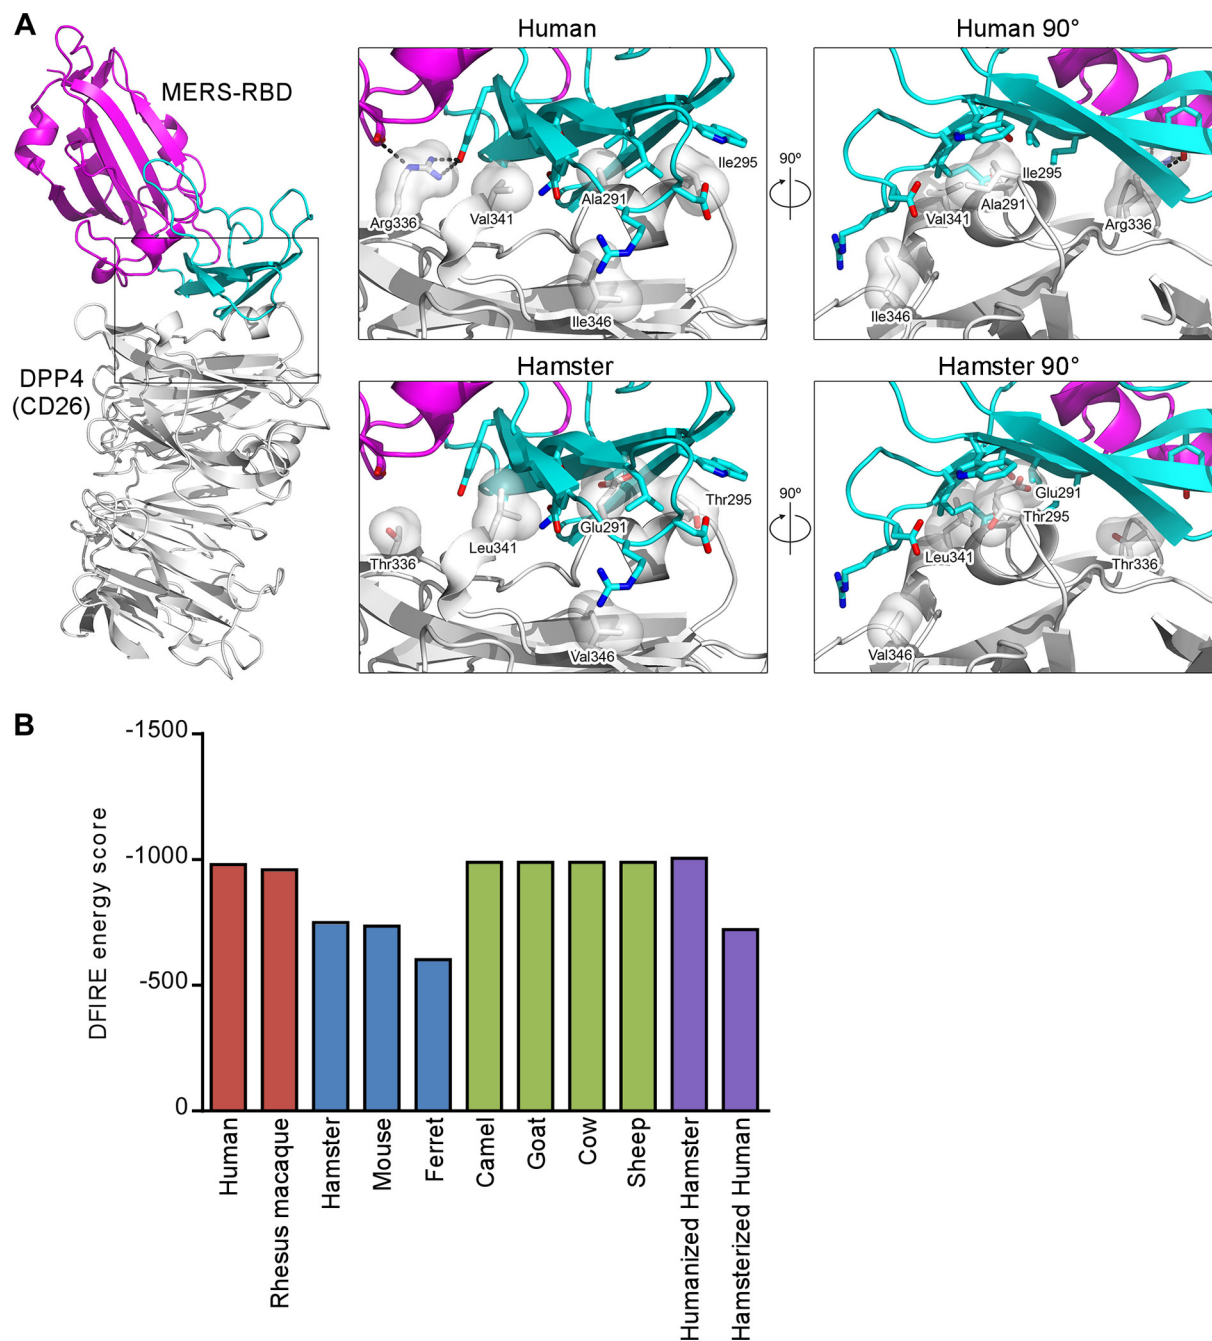 A
MERS-RBD
DPP4
(CD26)
Human
Arg336
Val341
Ala291
Ile295
Ile346
90°
Human 90°
Ile295
Ala291
Val341
Arg336
Ile346
Hamster
Thr336
Leu341
Glu291
Thr295
Val346
90°
Hamster 90°
Glu291
Thr295
Leu341
Thr336
Val346
B
DFIRE energy score
-1500
-1000
-500
0
Human
Rhesus macaque
Hamster
Mouse
Ferret
Camel
Goat
Cow
Sheep
Humanized Hamster
Hamsterized Human